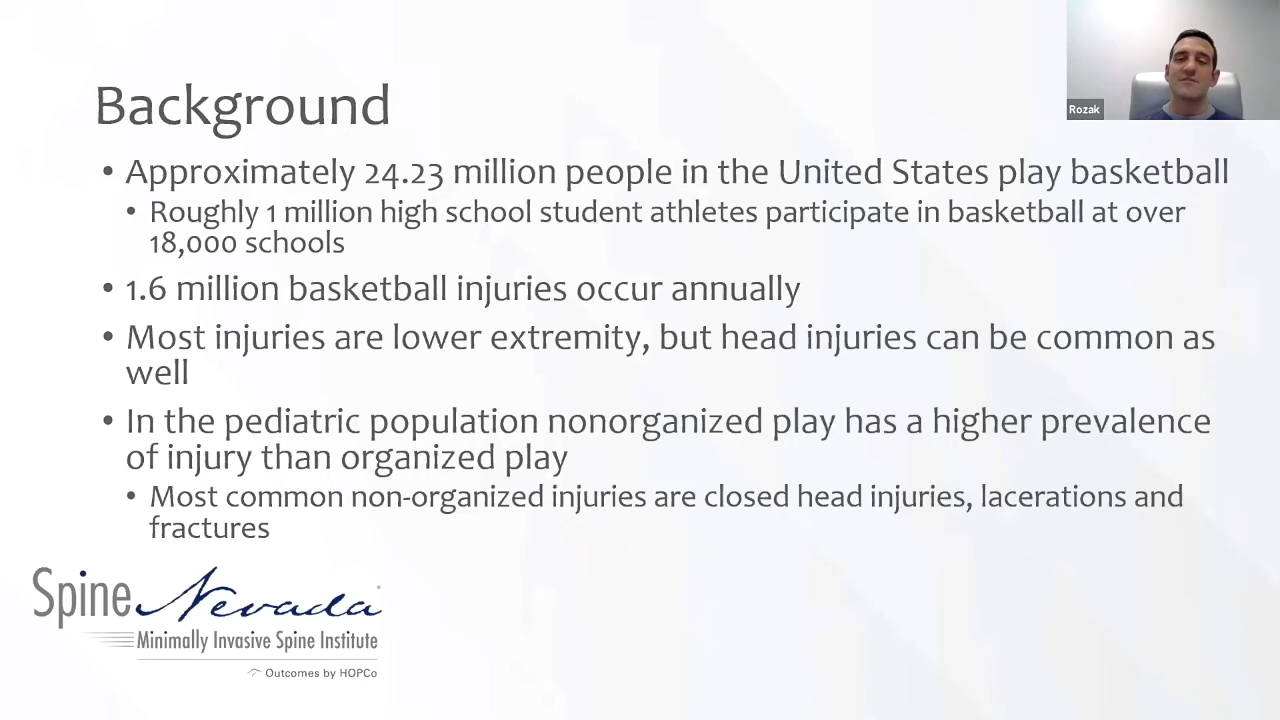 Rozak
Background
• Approximately 24.23 million people in the United States play basketball
• Roughly 1 million high school student athletes participate in basketball at over
18,000 schools
• 1.6 million basketball injuries occur annually
• Most injuries are lower extremity, but head injuries can be common as
well
• In the pediatric population nonorganized play has a higher prevalence
of injury than organized play
• Most common non-organized injuries are closed head injuries, lacerations and
fractures
Spine Nevada
Minimally Invasive Spine Institute
Outcomes by HOPCo